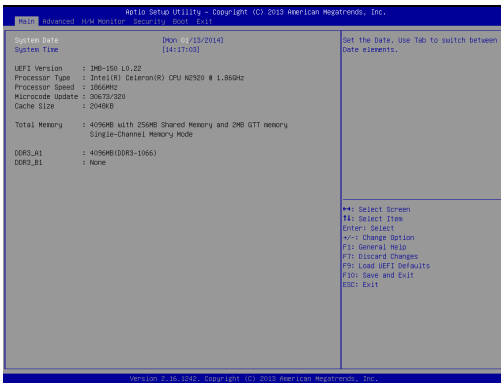 Aptio Setup Utility – Copyright (C) 2013 American Megatrends, Inc.
Main Advanced H/W Monitor Security Boot Exit
System Date [Mon 01/13/2014]
System Time [14:17:03]
UEFI Version : IMB-150 L0.22
Processor Type : Intel(R) Celeron(R) CPU N2920 @ 1.86GHz
Processor Speed : 1866MHz
Microcode Update : 30673/320
Cache Size : 2048KB
Total Memory : 4096MB with 256MB Shared Memory and 2MB GTT memory
Single-Channel Memory Mode
DDR3_A1 : 4096MB(DDR3-1066)
DDR3_B1 : None
Set the Date. Use Tab to switch between
Date elements.
→←: Select Screen
↑↓: Select Item
Enter: Select
+/-: Change Option
F1: General Help
F7: Discard Changes
F9: Load UEFI Defaults
F10: Save and Exit
ESC: Exit
Version 2.16.1242. Copyright (C) 2013 American Megatrends, Inc.